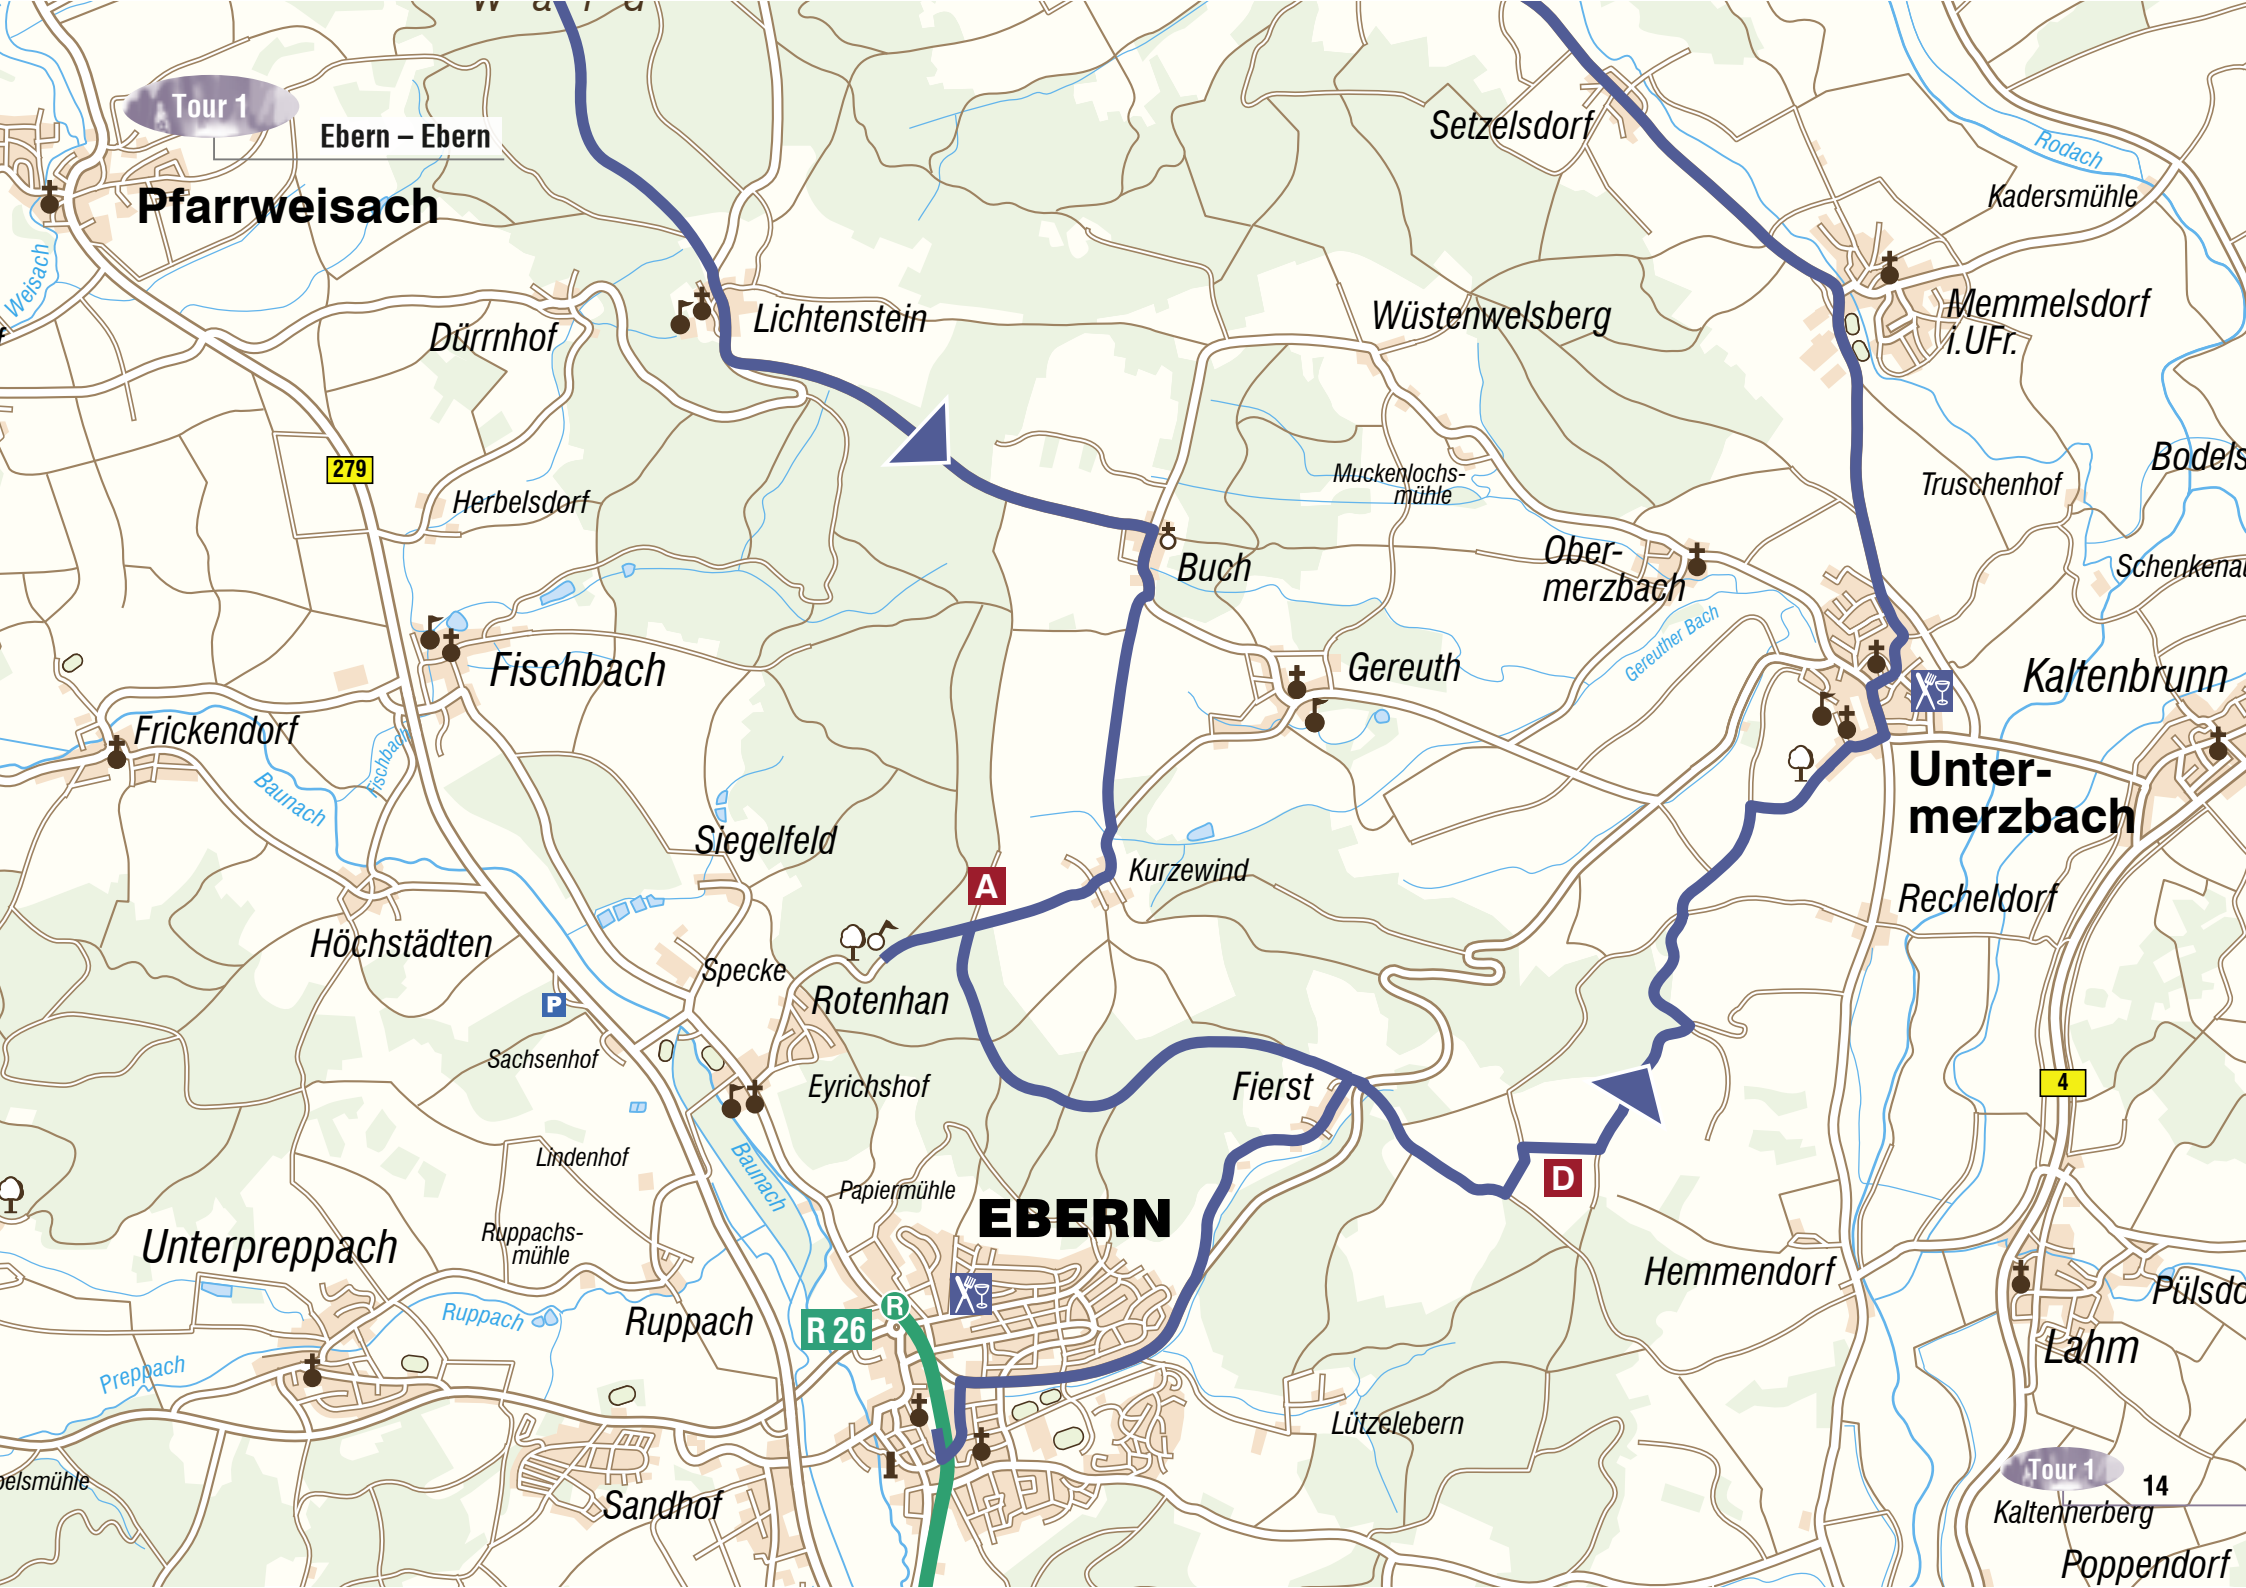 W a l d
Tour 1
Ebern – Ebern
Pfarrweisach
Weisach
Setzelsdorf
Rodach
Kadersmühle
Lichtenstein
Dürrnhof
Wüstenwelsberg
Memmelsdorf
i.UFr.
279
Herbelsdorf
Muckenlochs-
mühle
Truschenhof
Bodels
Buch
Ober-
merzbach
Schenkenau
Gereuther Bach
Fischbach
Gereuth
Kaltenbrunn
Frickendorf
Fischbach
Baunach
Unter-
merzbach
Siegelfeld
A
Kurzewind
Recheldorf
Höchstädten
Specke
P
Rotenhan
Sachsenhof
Eyrichshof
Fierst
4
Lindenhof
Baunach
D
Papiermühle
EBERN
Unterpreppach
Ruppachs-
mühle
Hemmendorf
Pülsdo
R
R 26
Ruppach
Ruppach
Lahm
Preppach
Lützelebern
elsmühle
Sandhof
Tour 1
14
Kaltenherberg
Poppendorf